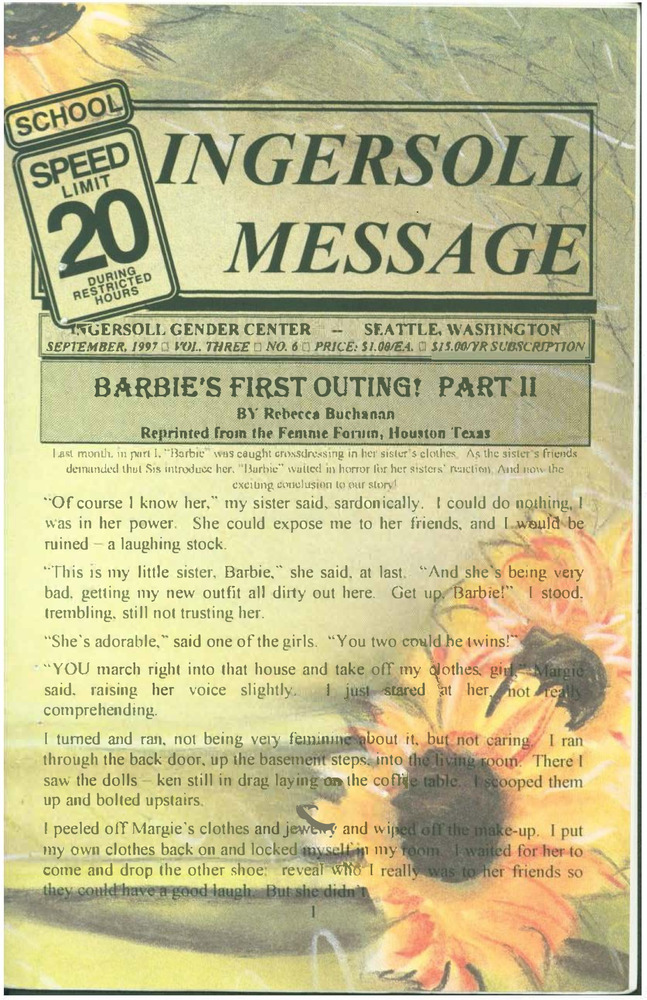 SCHOOL
SPEED
LIMIT
20
DURING
RESTRICTED
HOURS
INGERSOLL
MESSAGE
INGERSOLL GENDER CENTER – SEATTLE, WASHINGTON
SEPTEMBER, 1997 □ VOL. THREE □ NO. 6 □ PRICE: $1.00/EA. □ $15.00/YR SUBSCRIPTION
BARBIE'S FIRST OUTING! PART II
BY Rebecca Buchanan
Reprinted from the Femme Forum, Houston Texas
Last month, in part I, "Barbie" was caught crossdressing in her sister's clothes. As the sister's friends
demanded that Sis introduce her, "Barbie" waited in horror for her sisters' reaction. And now the
exciting conclusion to our story!
"Of course I know her," my sister said, sardonically. I could do nothing, I
was in her power. She could expose me to her friends, and I would be
ruined – a laughing stock.
"This is my little sister, Barbie," she said, at last. "And she's being very
bad, getting my new outfit all dirty out here. Get up, Barbie!" I stood,
trembling, still not trusting her.
"She's adorable," said one of the girls. "You two could be twins!"
"YOU march right into that house and take off my clothes, girl," Margie
said, raising her voice slightly. I just stared at her, not really
comprehending.
I turned and ran, not being very feminine about it, but not caring. I ran
through the back door, up the basement steps, into the living room. There I
saw the dolls – ken still in drag laying on the coffee table. I scooped them
up and bolted upstairs.
I peeled off Margie's clothes and jewelry and wiped off the make-up. I put
my own clothes back on and locked myself in my room. I waited for her to
come and drop the other shoe: reveal who I really was to her friends so
they could have a good laugh. But she didn't
1